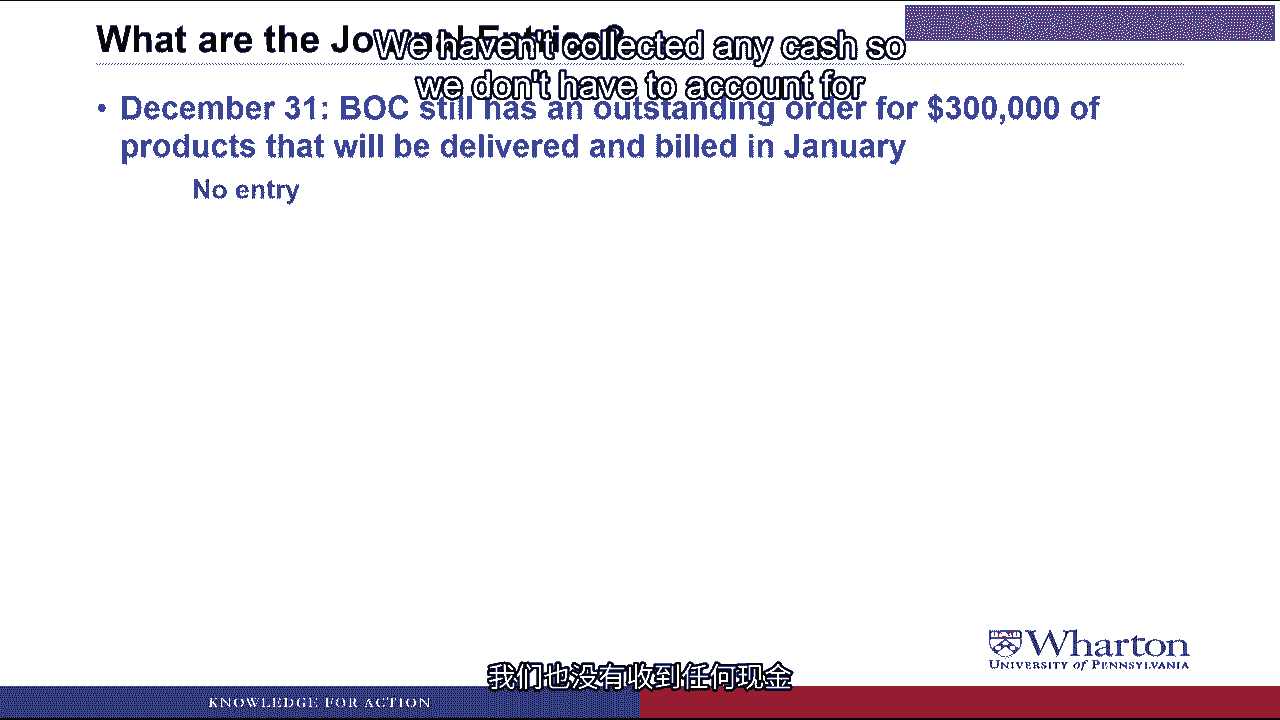 What are the Journal Entries?
We haven't collected any cash so
we don't have to account for
• December 31: BOC still has an outstanding order for $300,000 of
products that will be delivered and billed in January
No entry
Wharton
UNIVERSITY of PENNSYLVANIA
我们也没有收到任何现金
KNOWLEDGE FOR ACTION